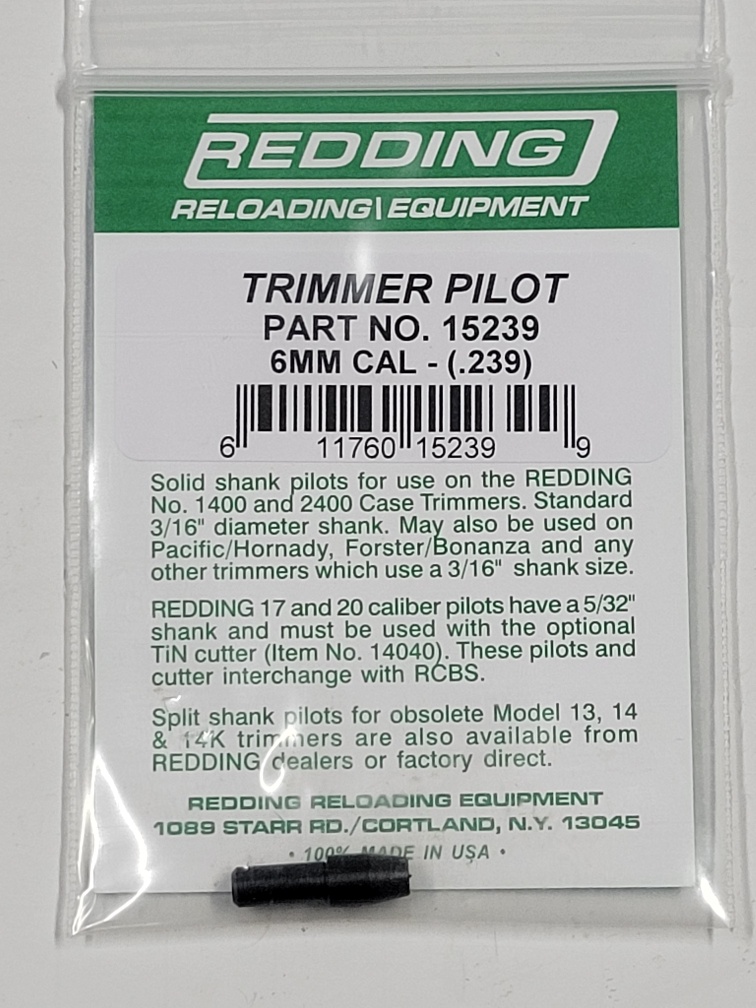 REDDING
RELOADING\EQUIPMENT
TRIMMER PILOT
PART NO. 15239
6MM CAL - (.239)
6 11760 15239 9
Solid shank pilots for use on the REDDING
No. 1400 and 2400 Case Trimmers. Standard
3/16" diameter shank. May also be used on
Pacific/Hornady, Forster/Bonanza and any
other trimmers which use a 3/16" shank size.
REDDING 17 and 20 caliber pilots have a 5/32"
shank and must be used with the optional
TiN cutter (Item No. 14040). These pilots and
cutter interchange with RCBS.
Split shank pilots for obsolete Model 13, 14
& 14K trimmers are also available from
REDDING dealers or factory direct.
REDDING RELOADING EQUIPMENT
1089 STARR RD./CORTLAND, N.Y. 13045
• 100% MADE IN USA •